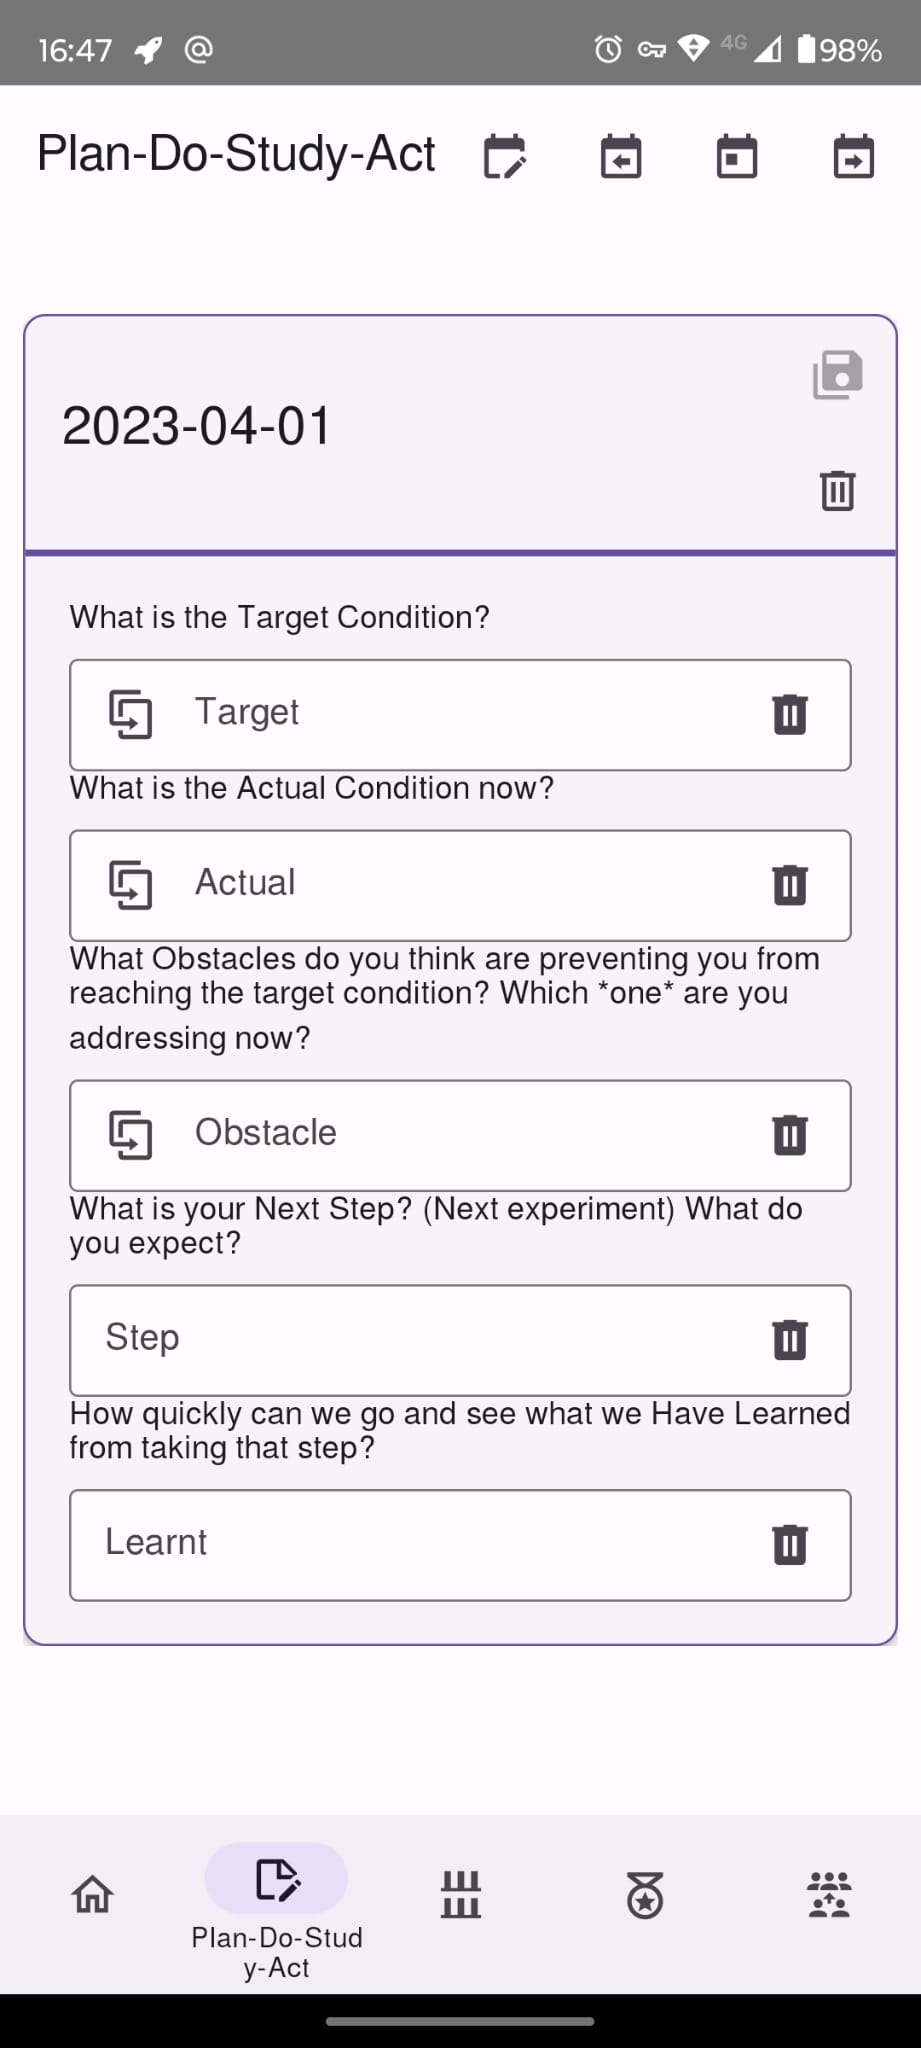 16:47
4G
98%
Plan-Do-Study-Act
2023-04-01
What is the Target Condition?
Target
What is the Actual Condition now?
Actual
What Obstacles do you think are preventing you from
reaching the target condition? Which *one* are you
addressing now?
Obstacle
What is your Next Step? (Next experiment) What do
you expect?
Step
How quickly can we go and see what we Have Learned
from taking that step?
Learnt
Plan-Do-Stud
y-Act